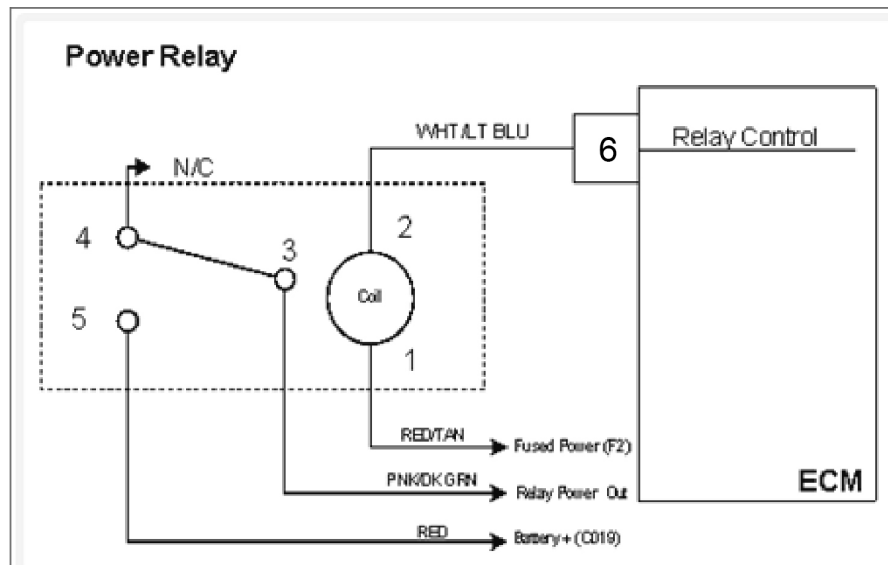 Power Relay
WHT/LT BLU
6
Relay Control
N/C
4
3
2
Coil
5
1
RED/TAN
Fused Power (F2)
PNK/DK GRN
Relay Power Out
ECM
RED
Battery + (C019)